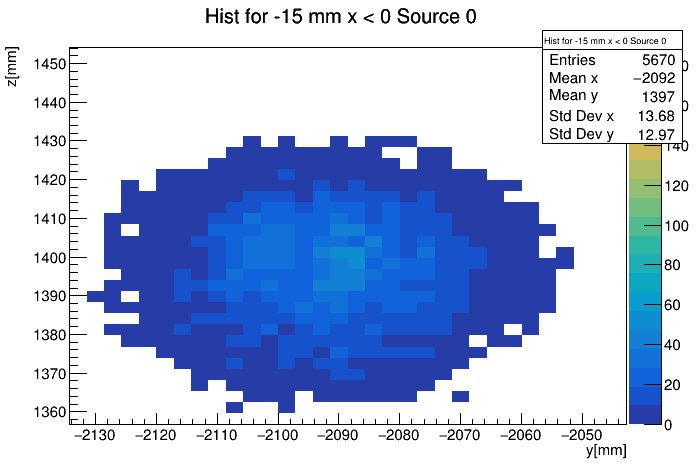 Hist for -15 mm x < 0 Source 0
Hist for -15 mm x < 0 Source 0
Entries 5670
Mean x −2092
Mean y 1397
Std Dev x 13.68
Std Dev y 12.97
z[mm]
1450
1440
1430
1420
1410
1400
1390
1380
1370
1360
−2130 −2120 −2110 −2100 −2090 −2080 −2070 −2060 −2050
y[mm]
140
120
100
80
60
40
20
0